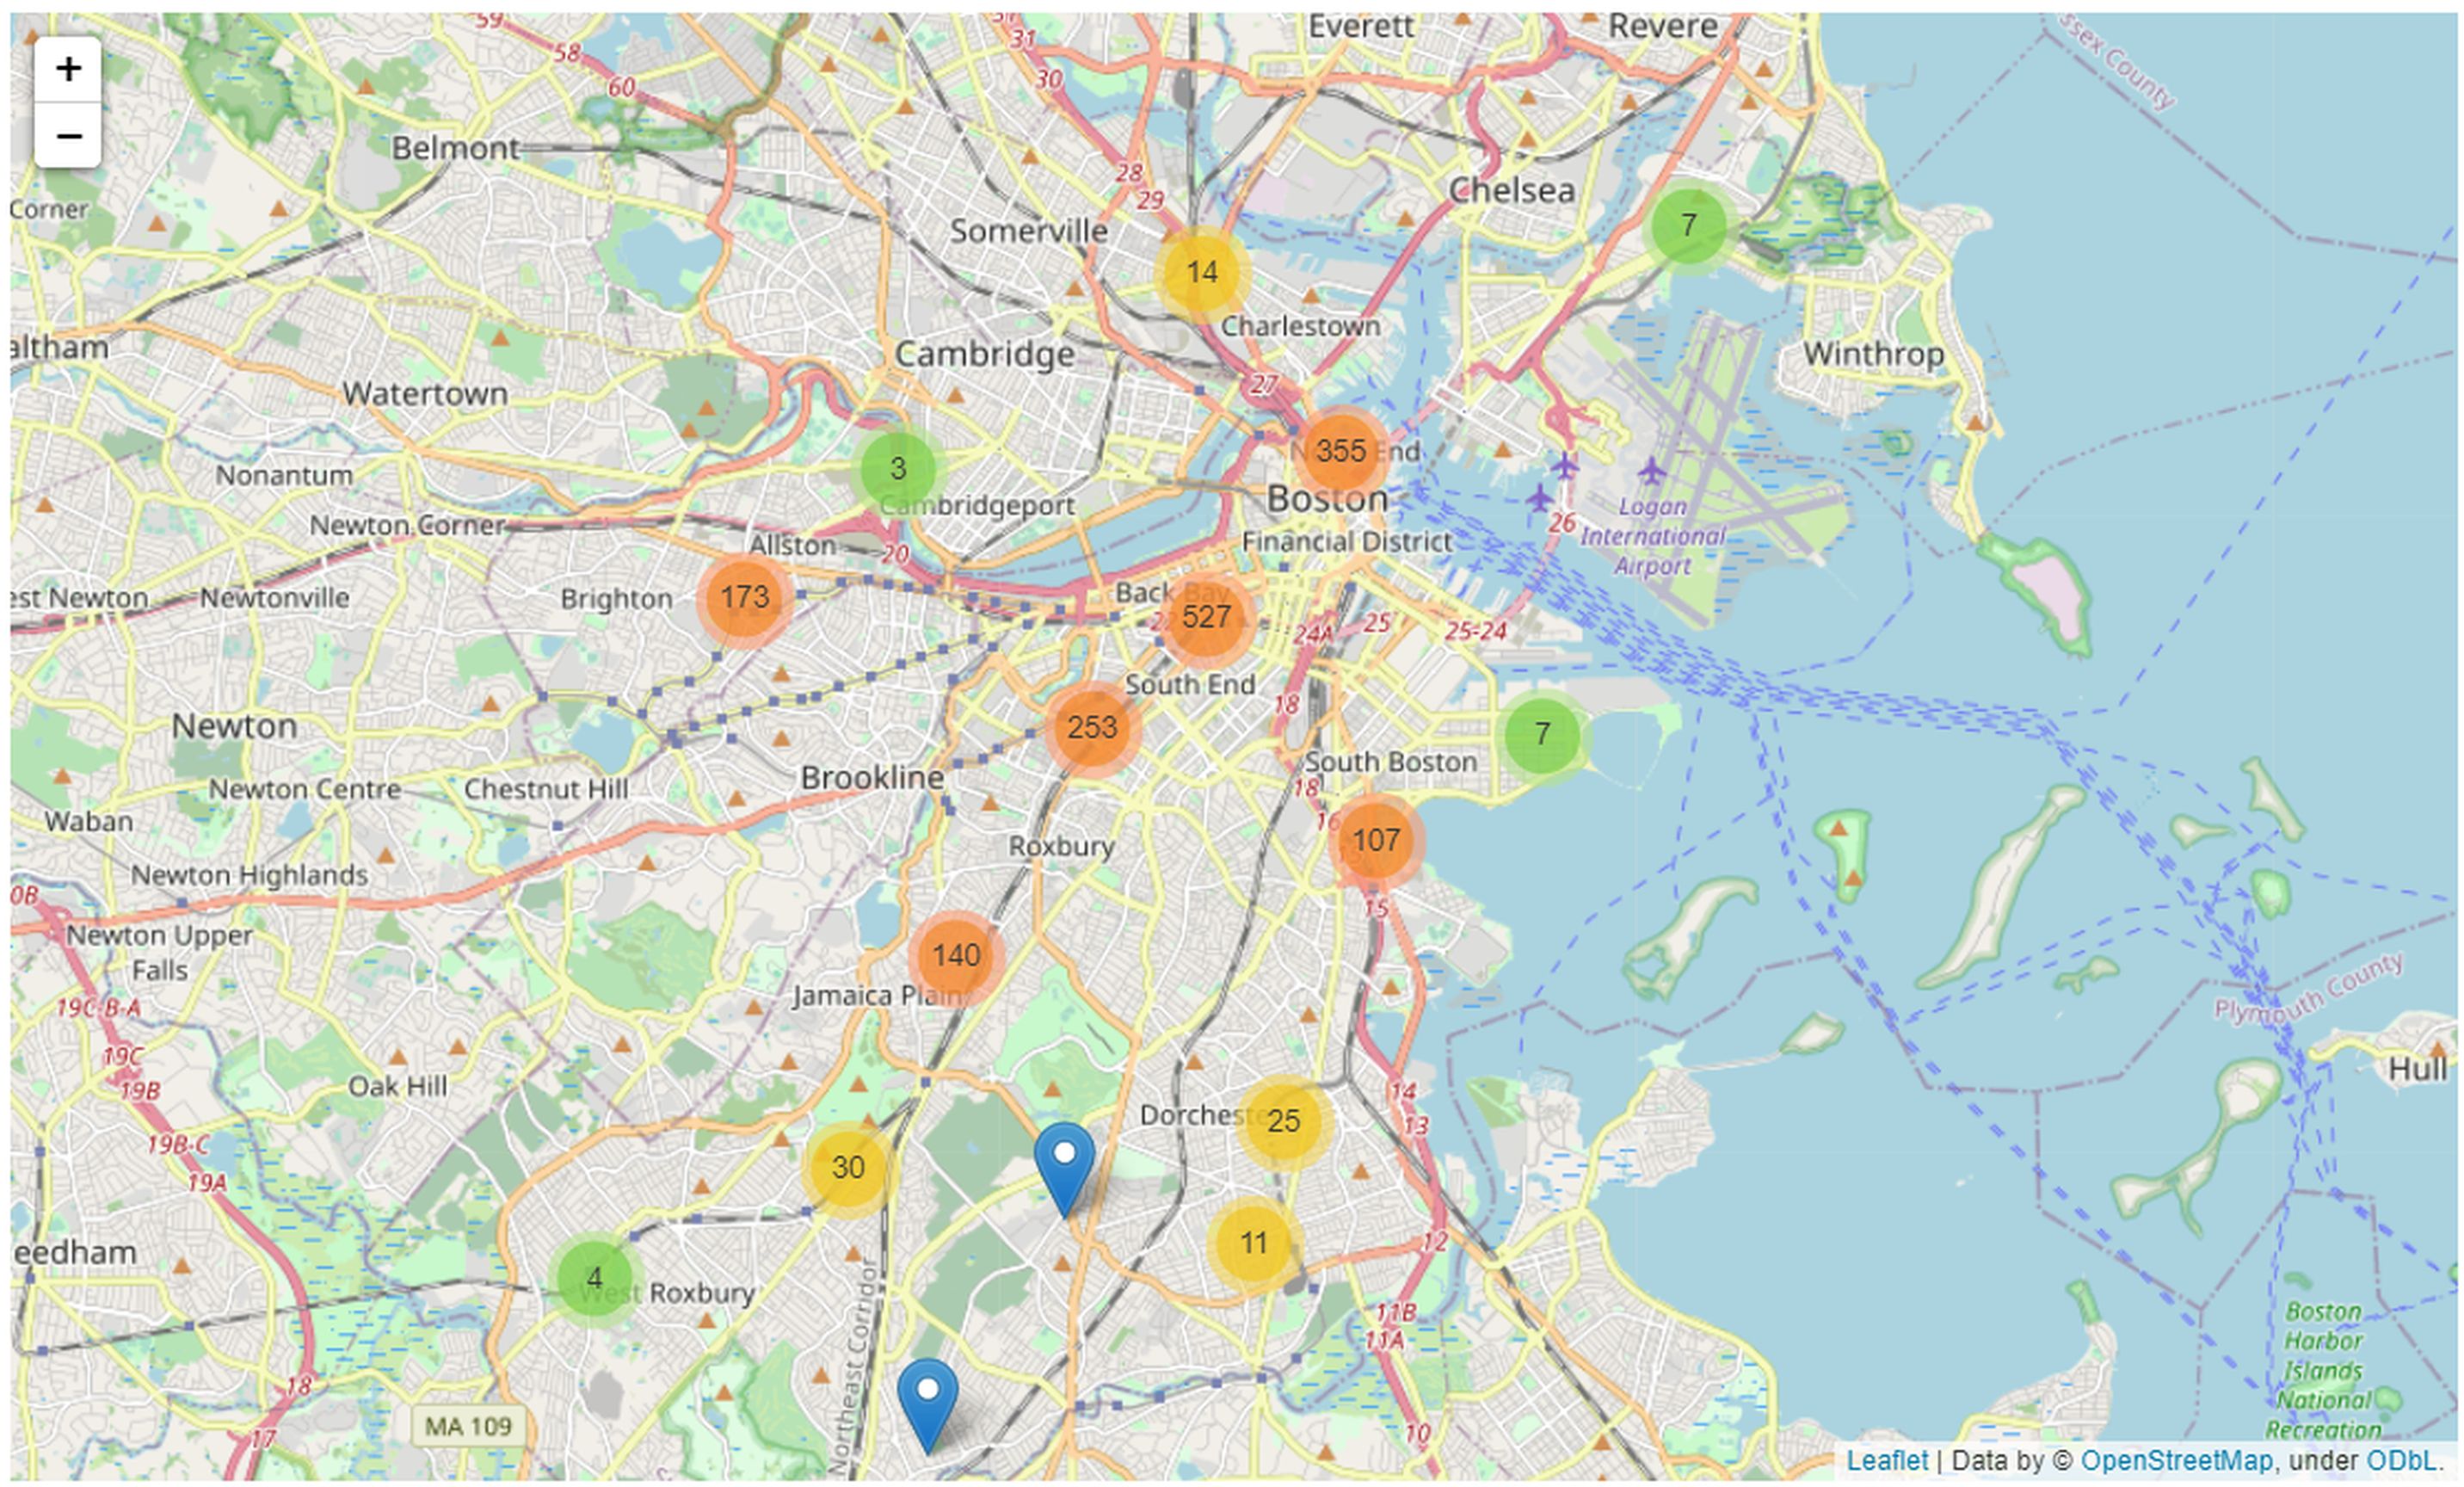 59
31
Everett
Revere
ssex County
+
58
30
60
−
Belmont
28
Chelsea
29
Corner
7
Somerville
14
Charlestown
altham
Cambridge
Winthrop
27
Watertown
355
End
3
Nonantum
Boston
Cambridgeport
Logan
International
Airport
Newton Corner
26
Allston
20
Financial District
est Newton
Newtonville
Brighton
173
Back Bay
527
25
24A
25-24
South End
18
Newton
253
7
South Boston
Brookline
Newton Centre
Chestnut Hill
18
Waban
16
107
Roxbury
Newton Highlands
0B
15
Newton Upper
Falls
140
Jamaica Plain
Plymouth County
19C-B-A
19C
19B
Hull
Oak Hill
14
Dorcheste
25
13
19B-C
30
19A
11
12
eedham
4
West Roxbury
Northeast Corridor
11B
11A
Boston
Harbor
Islands
National
Recreation
18
MA 109
17
10
Leaflet | Data by © OpenStreetMap, under ODbL.